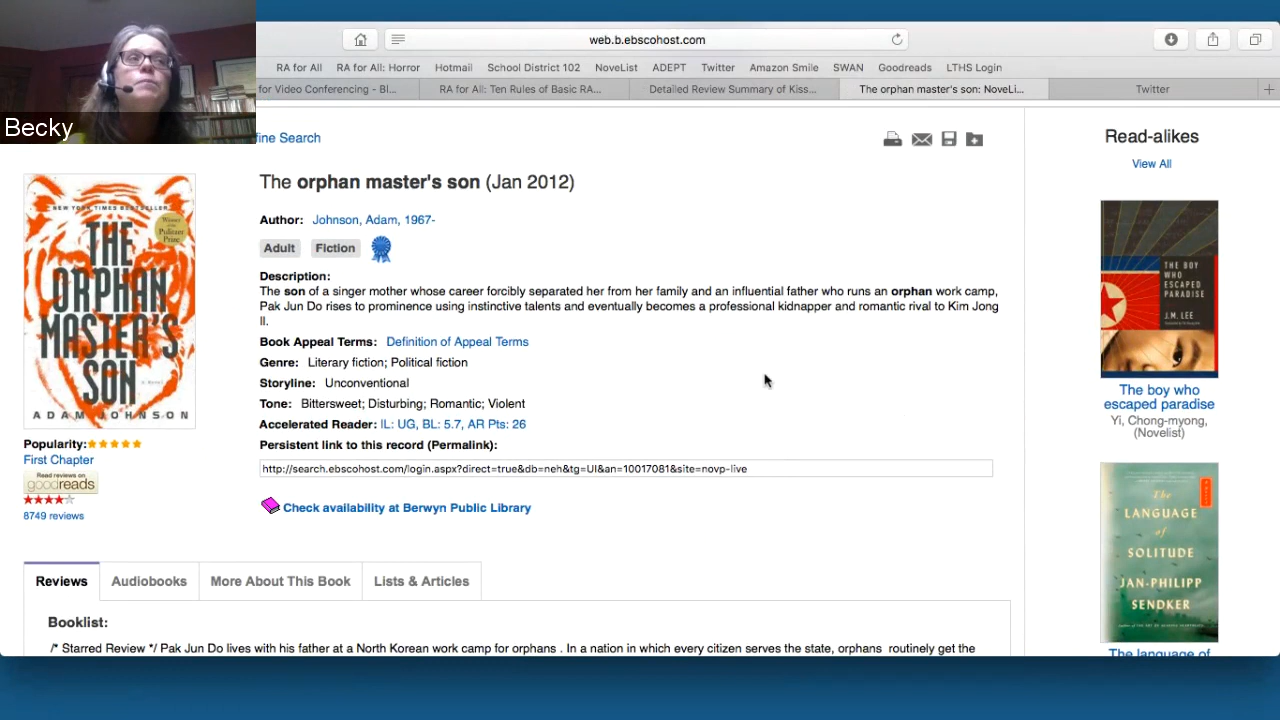 Becky
web.b.ebscohost.com
RA for All RA for All: Horror Hotmail School District 102 NoveList ADEPT Twitter Amazon Smile SWAN Goodreads LTHS Login
for Video Conferencing - Bl... RA for All: Ten Rules of Basic RA... Detailed Review Summary of Kiss... The orphan master's son: NoveLi... Twitter
fine Search
The orphan master's son (Jan 2012)
Author: Johnson, Adam, 1967-
Adult Fiction
Description:
The son of a singer mother whose career forcibly separated her from her family and an influential father who runs an orphan work camp,
Pak Jun Do rises to prominence using instinctive talents and eventually becomes a professional kidnapper and romantic rival to Kim Jong
Il.
Book Appeal Terms: Definition of Appeal Terms
Genre: Literary fiction; Political fiction
Storyline: Unconventional
Tone: Bittersweet; Disturbing; Romantic; Violent
Accelerated Reader: IL: UG, BL: 5.7, AR Pts: 26
Persistent link to this record (Permalink):
http://search.ebscohost.com/login.aspx?direct=true&db=neh&tg=UI&an=10017081&site=novp-live
Check availability at Berwyn Public Library
NEW YORK TIMES BESTSELLER
Winner
Pulitzer
Prize
THE
ORPHAN
MASTER'S
SON
A Novel
ADAM JOHNSON
Popularity:
First Chapter
Read reviews on
goodreads
8749 reviews
Reviews Audiobooks More About This Book Lists & Articles
Booklist:
/* Starred Review */ Pak Jun Do lives with his father at a North Korean work camp for orphans . In a nation in which every citizen serves the state, orphans routinely get the
Read-alikes
View All
THE BOY
WHO
ESCAPED
PARADISE
J.M. LEE
The boy who
escaped paradise
Yi, Chong-myong,
(Novelist)
The
LANGUAGE
of
SOLITUDE
JAN-PHILIPP
SENDKER
The language of